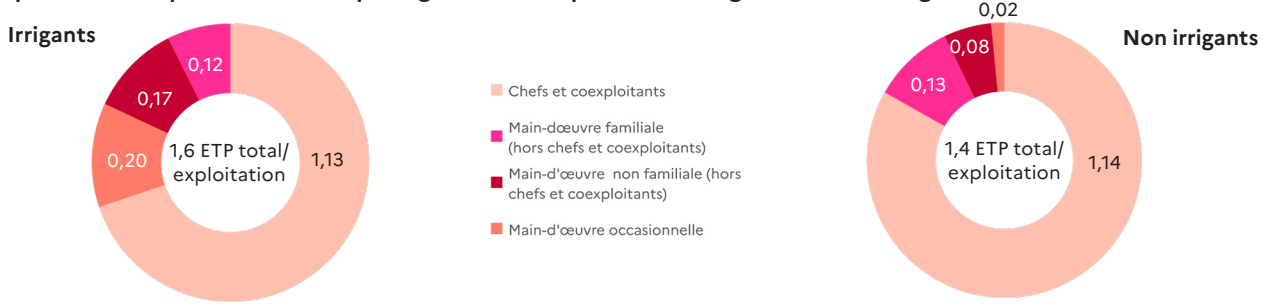 Irrigants
0,12
0,17
0,20
1,13
1,6 ETP total/
exploitation
Chefs et coexploitants
Main-dœuvre familiale
(hors chefs et coexploitants)
Main-d'œuvre non familiale (hors
chefs et coexploitants)
Main-d'œuvre occasionnelle
Non irrigants
0,02
0,08
0,13
1,14
1,4 ETP total/
exploitation